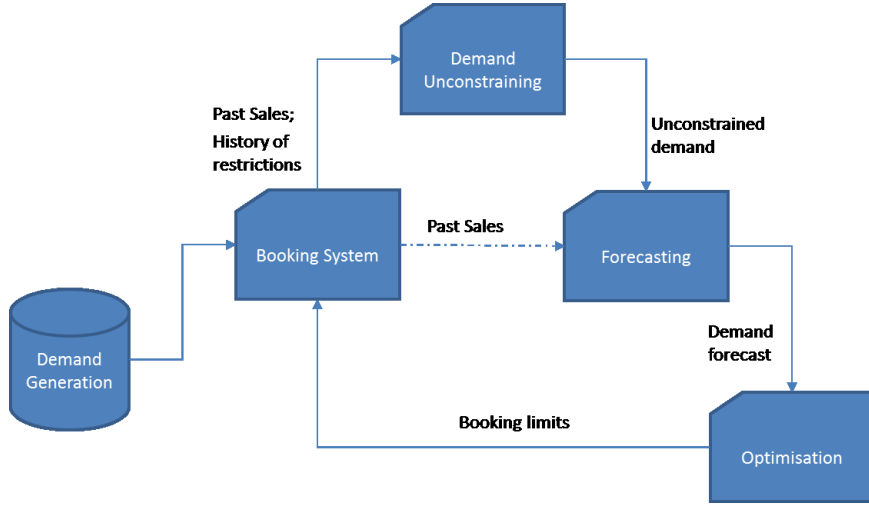 Demand
Unconstraining
Past Sales;
History of
restrictions
Unconstrained
demand
Past Sales
Booking System
Forecasting
Demand
Generation
Demand
forecast
Booking limits
Optimisation